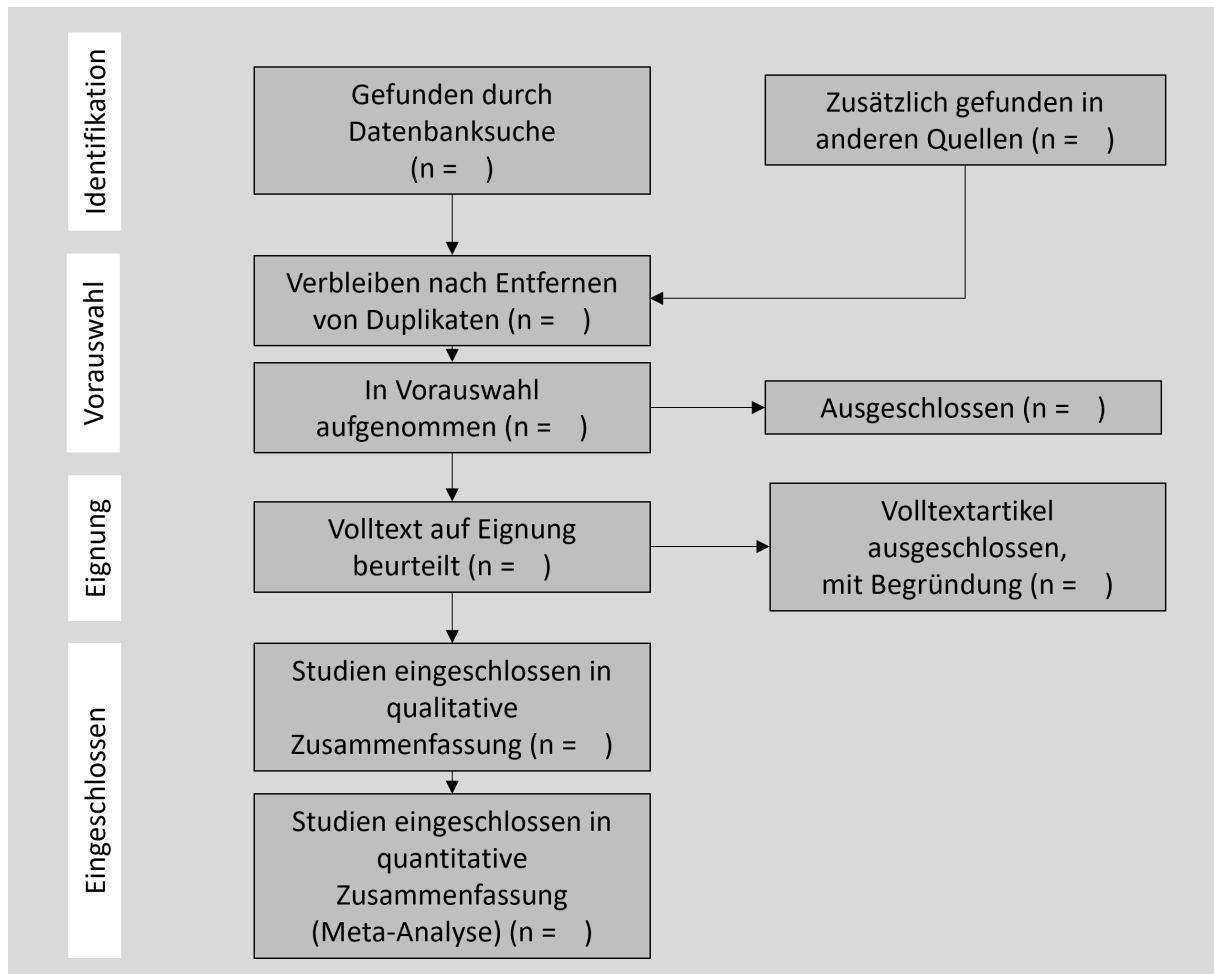 Identifikation
Gefunden durch
Datenbanksuche
(n =    )
Zusätzlich gefunden in
anderen Quellen (n =    )
Vorauswahl
Verbleiben nach Entfernen
von Duplikaten (n =    )
In Vorauswahl
aufgenommen (n =    )
Ausgeschlossen (n =    )
Eignung
Volltext auf Eignung
beurteilt (n =    )
Volltextartikel
ausgeschlossen,
mit Begründung (n =    )
Eingeschlossen
Studien eingeschlossen in
qualitative
Zusammenfassung (n =    )
Studien eingeschlossen in
quantitative
Zusammenfassung
(Meta-Analyse) (n =    )